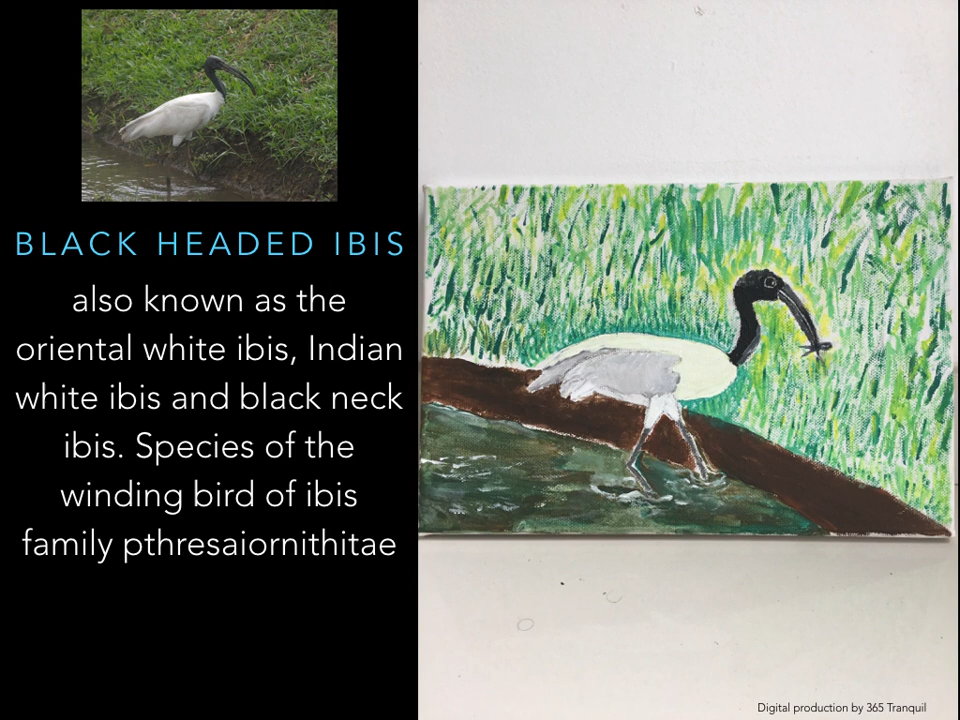 BLACK HEADED IBIS
also known as the
oriental white ibis, Indian
white ibis and black neck
ibis. Species of the
winding bird of ibis
family pthresaiornithitae
Digital production by 365 Tranquil